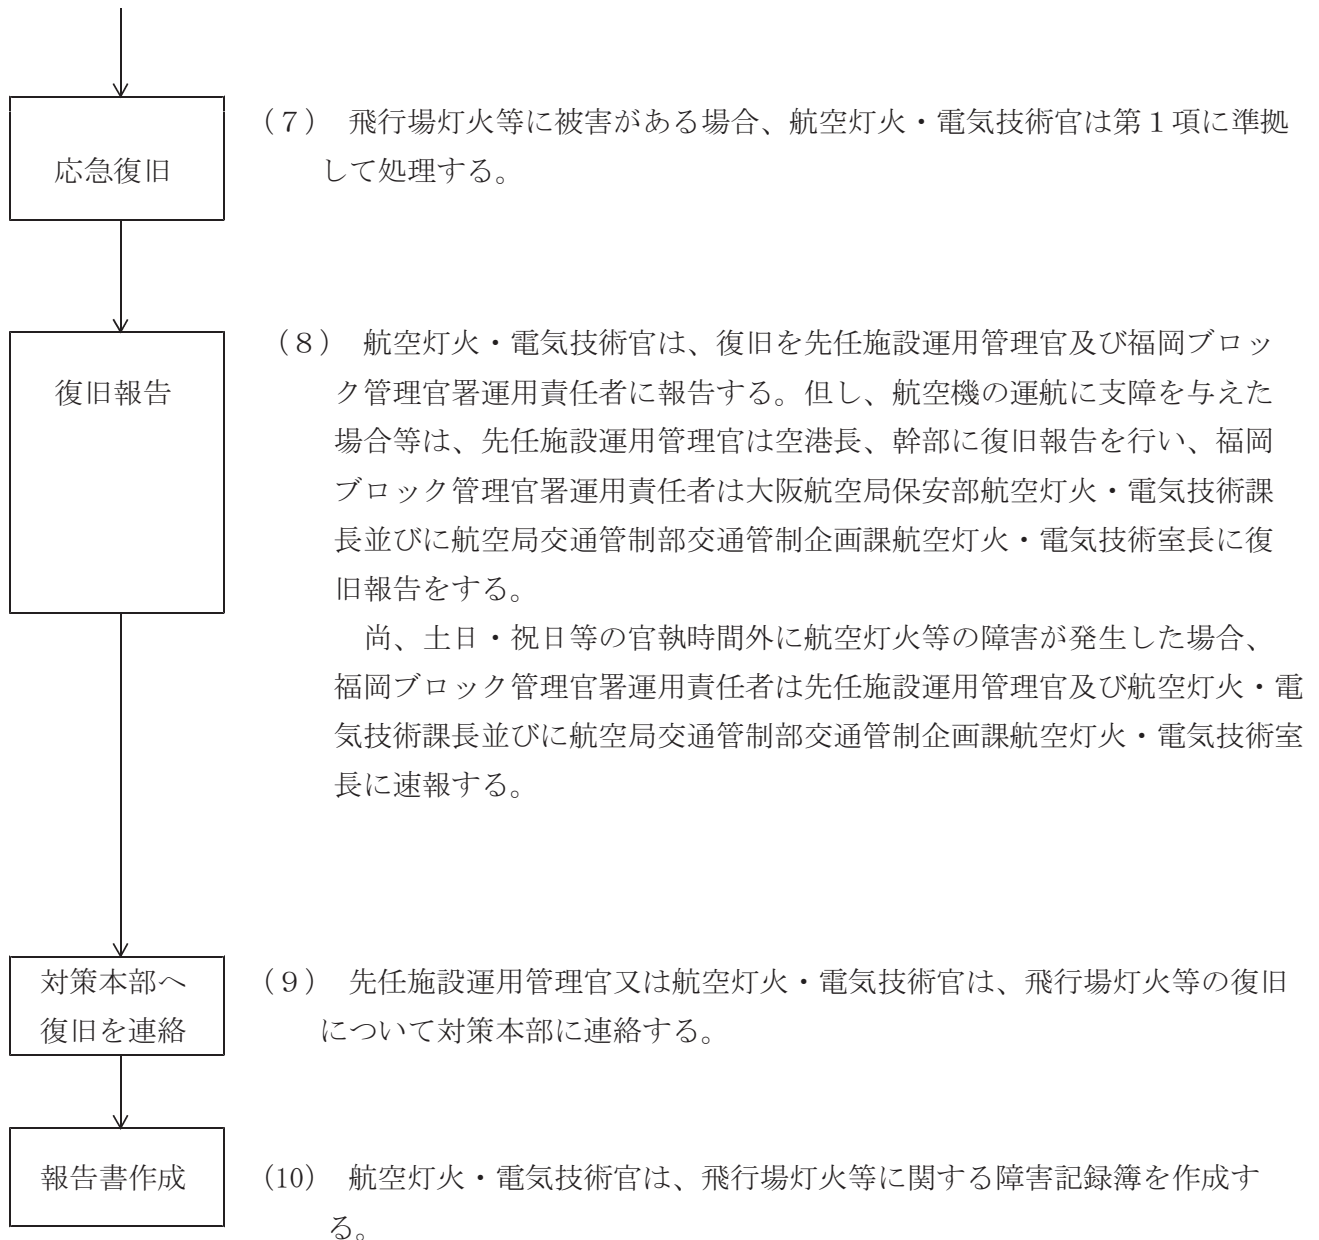 応急復旧
（７） 飛行場灯火等に被害がある場合、航空灯火・電気技術官は第１項に準拠
して処理する。
復旧報告
（８） 航空灯火・電気技術官は、復旧を先任施設運用管理官及び福岡ブロッ
ク管理官署運用責任者に報告する。但し、航空機の運航に支障を与えた
場合等は、先任施設運用管理官は空港長、幹部に復旧報告を行い、福岡
ブロック管理官署運用責任者は大阪航空局保安部航空灯火・電気技術課
長並びに航空局交通管制部交通管制企画課航空灯火・電気技術室長に復
旧報告をする。
尚、土日・祝日等の官執時間外に航空灯火等の障害が発生した場合、
福岡ブロック管理官署運用責任者は先任施設運用管理官及び航空灯火・電
気技術課長並びに航空局交通管制部交通管制企画課航空灯火・電気技術室
長に速報する。
対策本部へ
復旧を連絡
（９） 先任施設運用管理官又は航空灯火・電気技術官は、飛行場灯火等の復旧
について対策本部に連絡する。
報告書作成
（10） 航空灯火・電気技術官は、飛行場灯火等に関する障害記録簿を作成す
る。